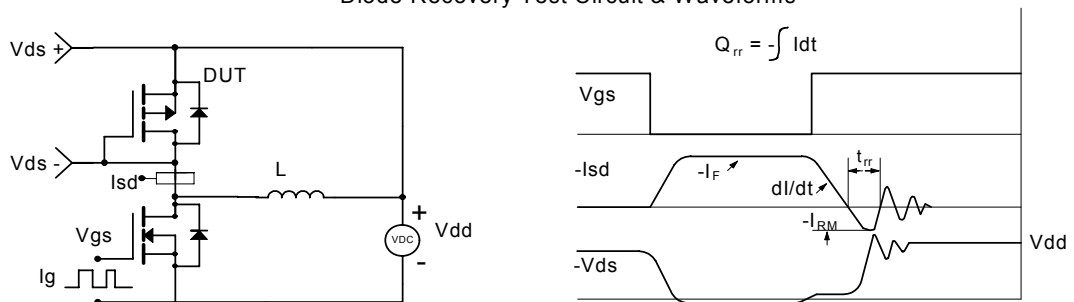 Diode Recovery Test Circuit & Waveforms
Vds +
DUT
Vds -
Isd
L
Vgs
Ig
+
VDC
-
Vdd
Q rr = -∫ Idt
Vgs
-Isd
-I F
dI/dt
t rr
-I RM
Vdd
-Vds